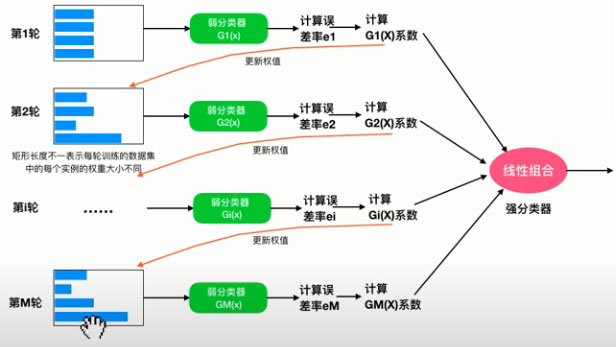 第1轮
弱分类器
G1(x)
计算误
差率e1
计算
G1(X)系数
更新权值
第2轮
弱分类器
G2(x)
计算误
差率e2
计算
G2(X)系数
更新权值
矩形长度不一表示每轮训练的数据集
中的每个实例的权重大小不同
线性组合
强分类器
第i轮
······
弱分类器
Gi(x)
计算误
差率ei
计算
Gi(X)系数
更新权值
第M轮
弱分类器
GM(x)
计算误
差率eM
计算
GM(X)系数